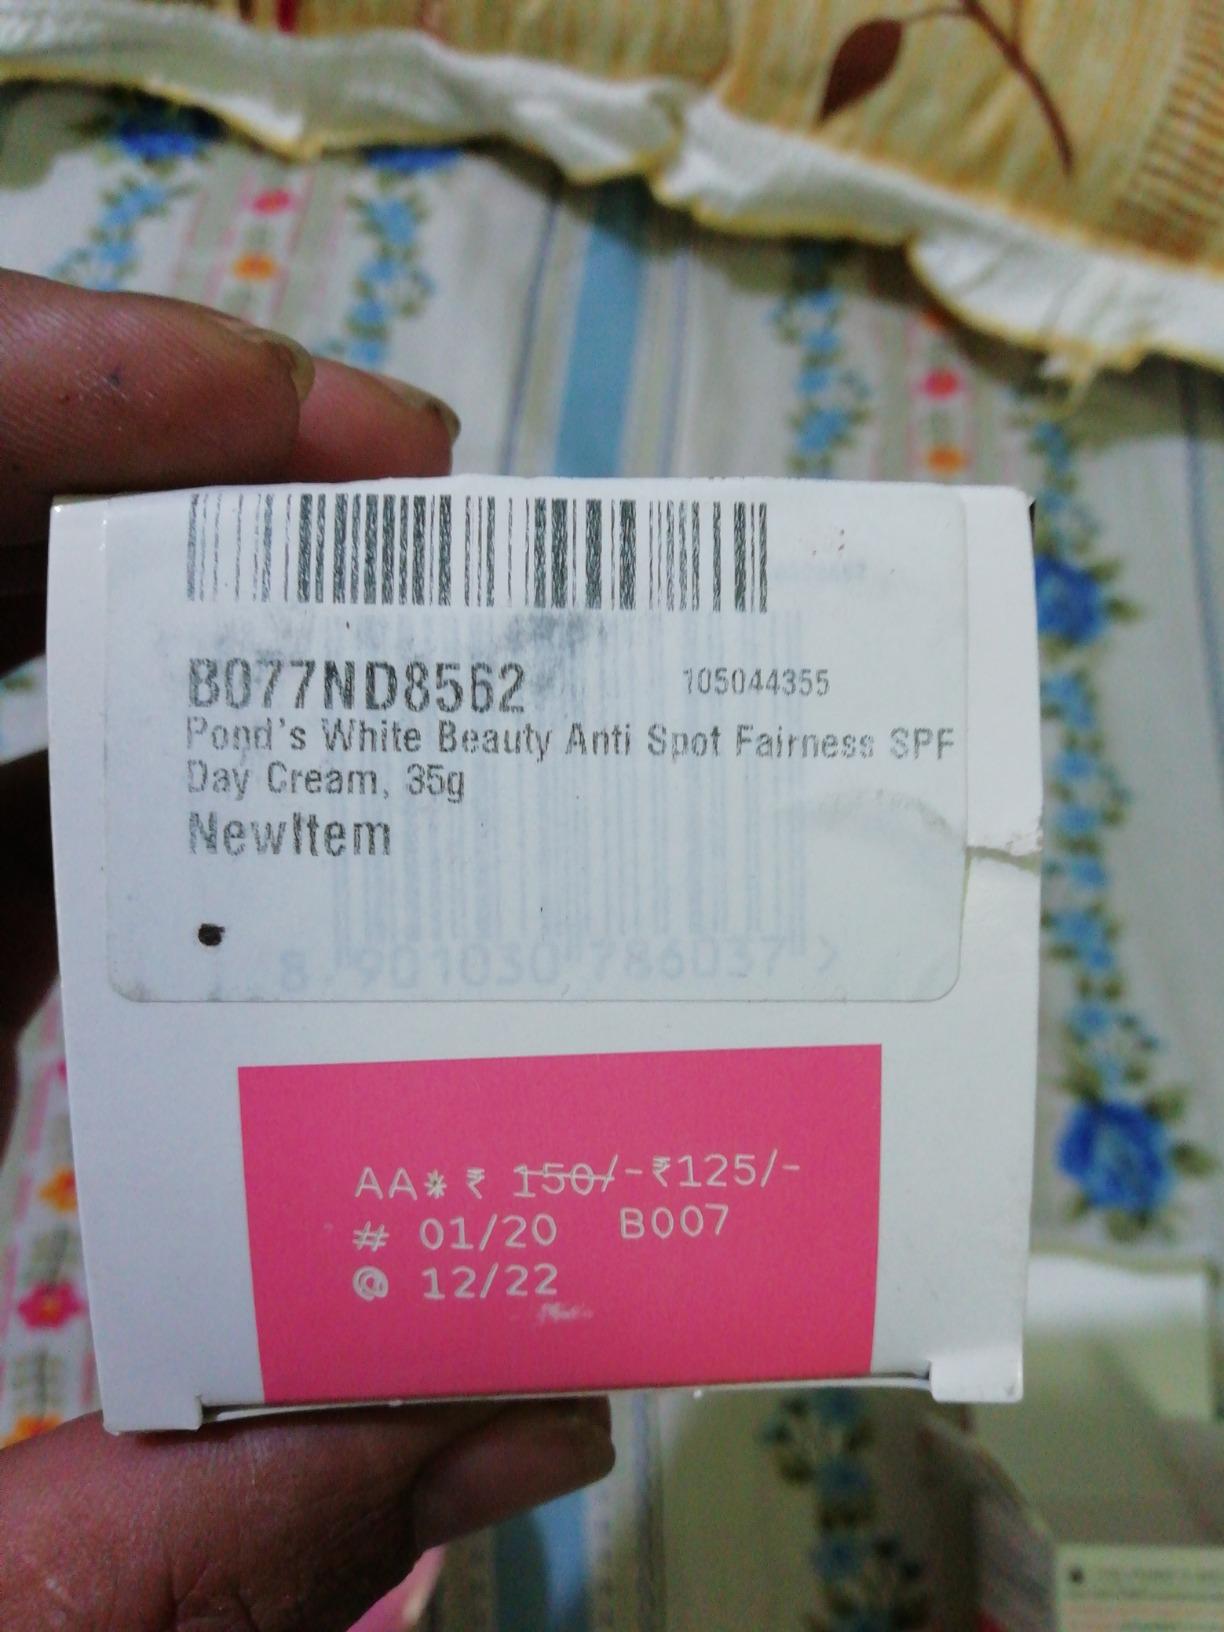 B077ND8562 105044355
Pond's White Beauty Anti Spot Fairness SPF
Day Cream, 35g
NewItem
8 901030 786037 >
AA* ₹ 150/-₹125/-
# 01/20 B007
@ 12/22